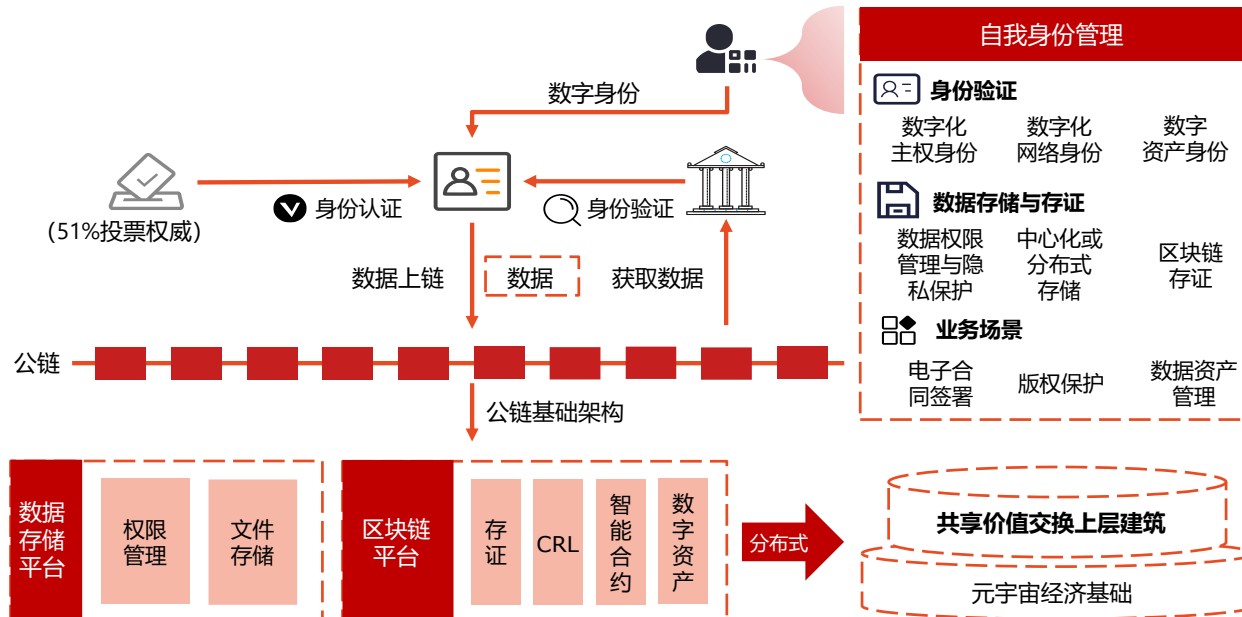 自我身份管理
身份验证
数字化
主权身份
数字化
网络身份
数字
资产身份
数据存储与存证
数据权限
管理与隐
私保护
中心化或
分布式
存储
区块链
存证
业务场景
电子合
同签署
版权保护
数据资产
管理
数字身份
(51%投票权威)
身份认证
身份验证
数据上链
数据
获取数据
公链
公链基础架构
数据
存储
平台
权限
管理
文件
存储
区块链
平台
存
证
CRL
智
能
合
约
数
字
资
产
分布式
共享价值交换上层建筑
元宇宙经济基础